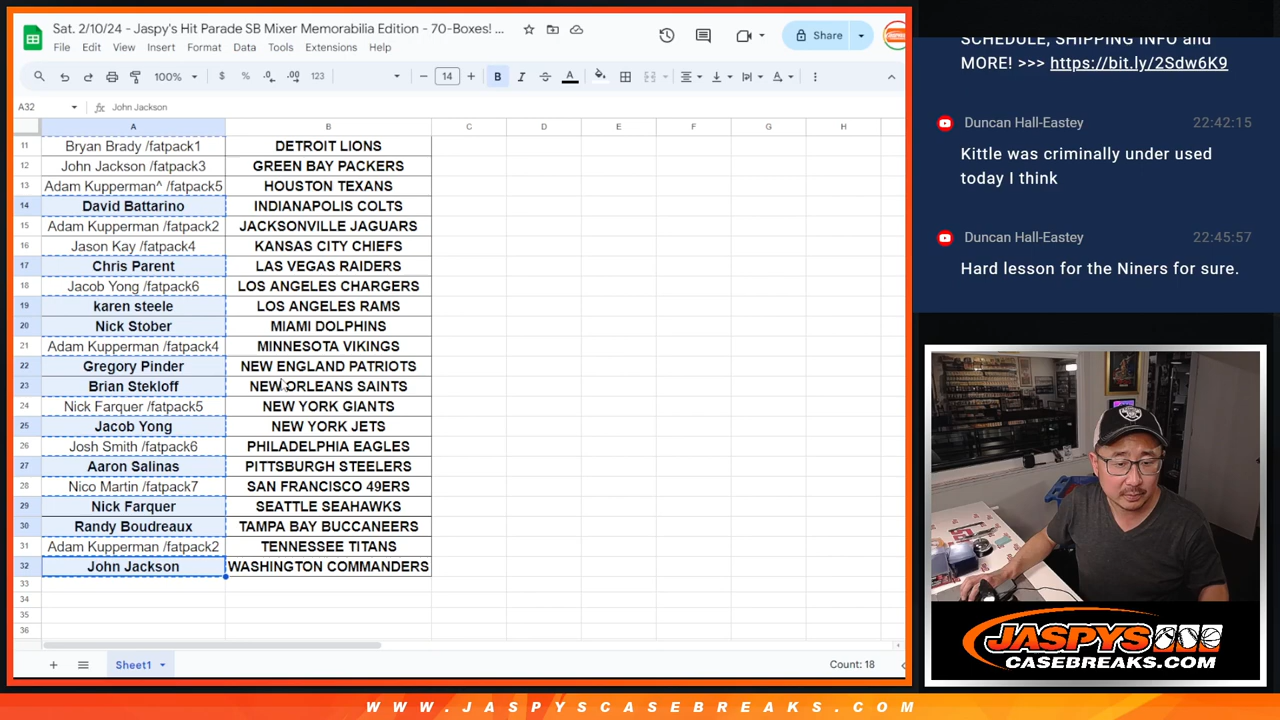 Sat. 2/10/24 - Jaspy's Hit Parade SB Mixer Memorabilia Edition - 70-Boxes! ...
File Edit View Insert Format Data Tools Extensions Help
Share
100% $ % .0 .00 123 14 B I A
A32 fx John Jackson
A B C D E F G H
11 Bryan Brady /fatpack1 DETROIT LIONS
12 John Jackson /fatpack3 GREEN BAY PACKERS
13 Adam Kupperman^ /fatpack5 HOUSTON TEXANS
14 David Battarino INDIANAPOLIS COLTS
15 Adam Kupperman /fatpack2 JACKSONVILLE JAGUARS
16 Jason Kay /fatpack4 KANSAS CITY CHIEFS
17 Chris Parent LAS VEGAS RAIDERS
18 Jacob Yong /fatpack6 LOS ANGELES CHARGERS
19 karen steele LOS ANGELES RAMS
20 Nick Stober MIAMI DOLPHINS
21 Adam Kupperman /fatpack4 MINNESOTA VIKINGS
22 Gregory Pinder NEW ENGLAND PATRIOTS
23 Brian Stekloff NEW ORLEANS SAINTS
24 Nick Farquer /fatpack5 NEW YORK GIANTS
25 Jacob Yong NEW YORK JETS
26 Josh Smith /fatpack6 PHILADELPHIA EAGLES
27 Aaron Salinas PITTSBURGH STEELERS
28 Nico Martin /fatpack7 SAN FRANCISCO 49ERS
29 Nick Farquer SEATTLE SEAHAWKS
30 Randy Boudreaux TAMPA BAY BUCCANEERS
31 Adam Kupperman /fatpack2 TENNESSEE TITANS
32 John Jackson WASHINGTON COMMANDERS
33
34
35
36
Sheet1 Count: 18
SCHEDULE, SHIPPING INFO and
MORE! >>> https://bit.ly/2Sdw6K9
Duncan Hall-Eastey 22:42:15
Kittle was criminally under used
today I think
Duncan Hall-Eastey 22:45:57
Hard lesson for the Niners for sure.
JASPYS
CASEBREAKS.COM
WWW.JASPYSCASEBREAKS.COM